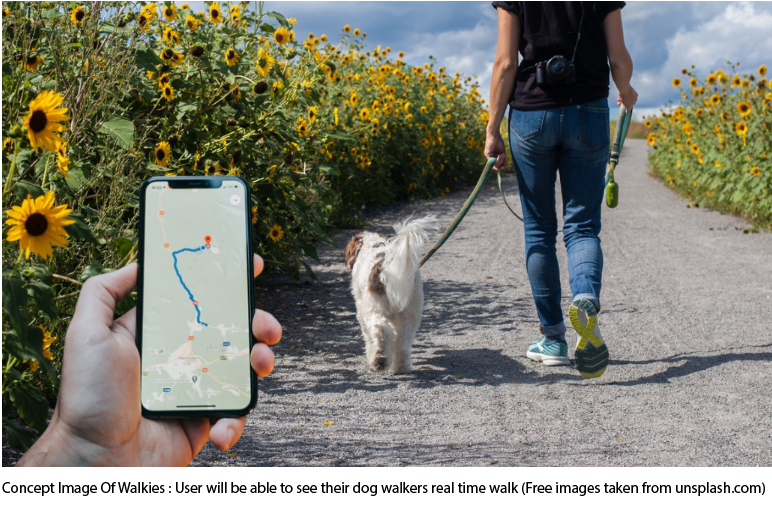 Concept Image Of Walkies : User will be able to see their dog walkers real time walk (Free images taken from unsplash.com)